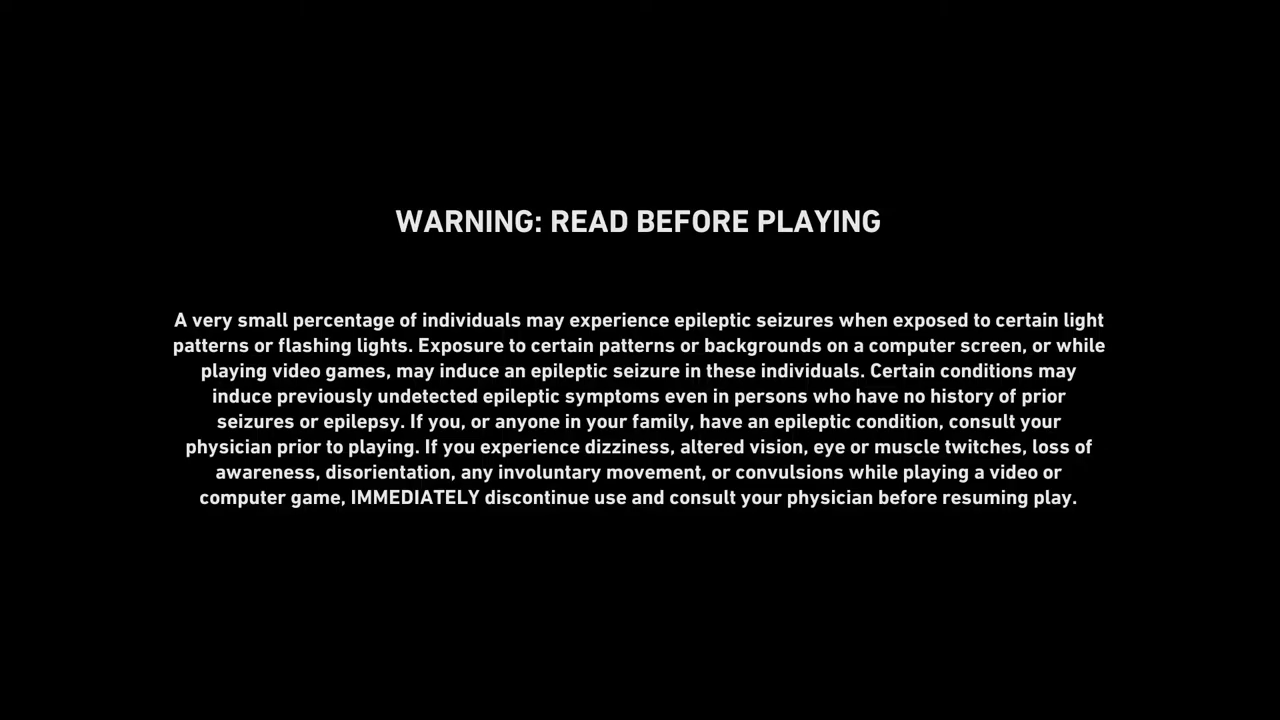 WARNING: READ BEFORE PLAYING
A very small percentage of individuals may experience epileptic seizures when exposed to certain light
patterns or flashing lights. Exposure to certain patterns or backgrounds on a computer screen, or while
playing video games, may induce an epileptic seizure in these individuals. Certain conditions may
induce previously undetected epileptic symptoms even in persons who have no history of prior
seizures or epilepsy. If you, or anyone in your family, have an epileptic condition, consult your
physician prior to playing. If you experience dizziness, altered vision, eye or muscle twitches, loss of
awareness, disorientation, any involuntary movement, or convulsions while playing a video or
computer game, IMMEDIATELY discontinue use and consult your physician before resuming play.